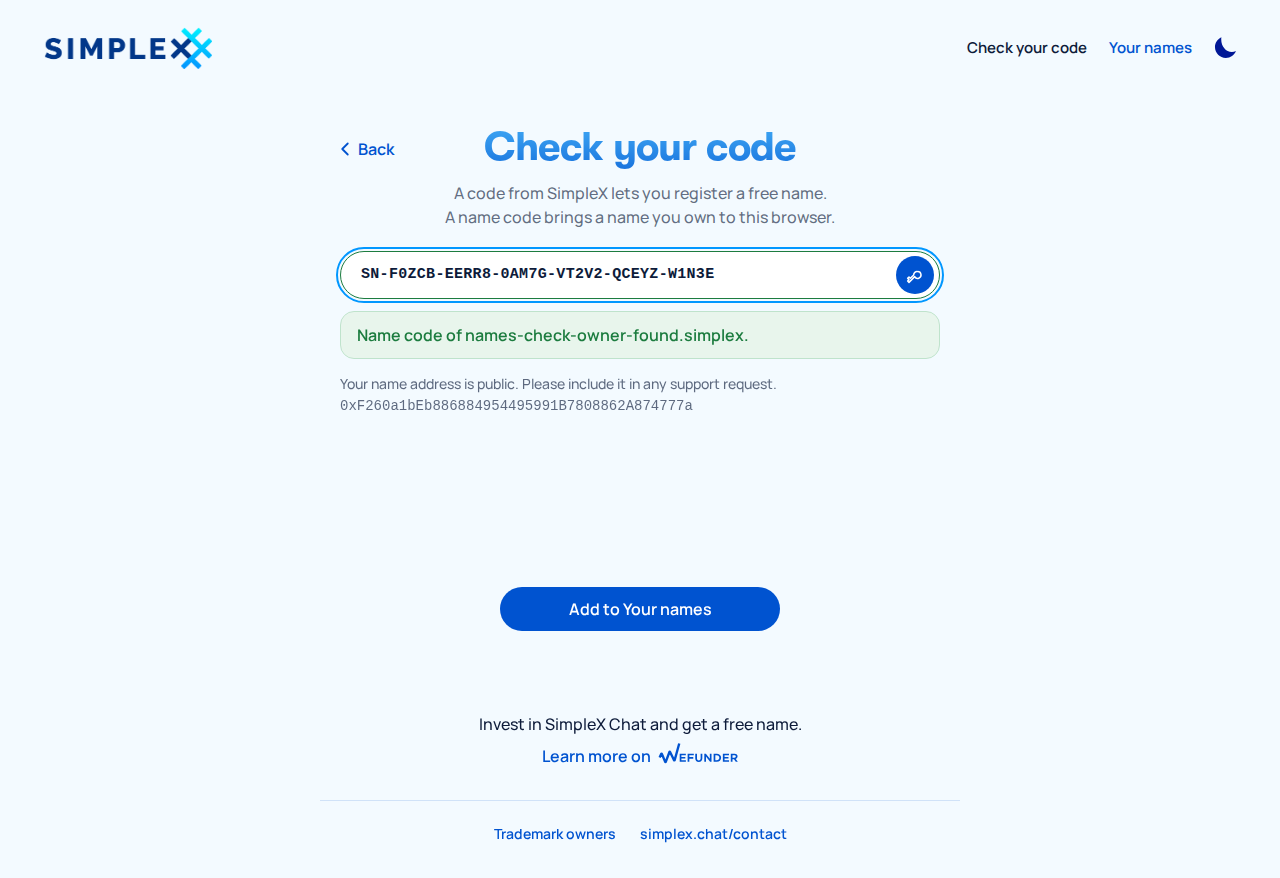 SIMPLEX
Check your code
Your names
Back
Check your code
A code from SimpleX lets you register a free name.
A name code brings a name you own to this browser.
SN-F0ZCB-EERR8-0AM7G-VT2V2-QCEYZ-W1N3E
Name code of names-check-owner-found.simplex.
Your name address is public. Please include it in any support request.
0xF260a1bEb886884954495991B7808862A874777a
Add to Your names
Invest in SimpleX Chat and get a free name.
Learn more on WEFUNDER
Trademark owners
simplex.chat/contact